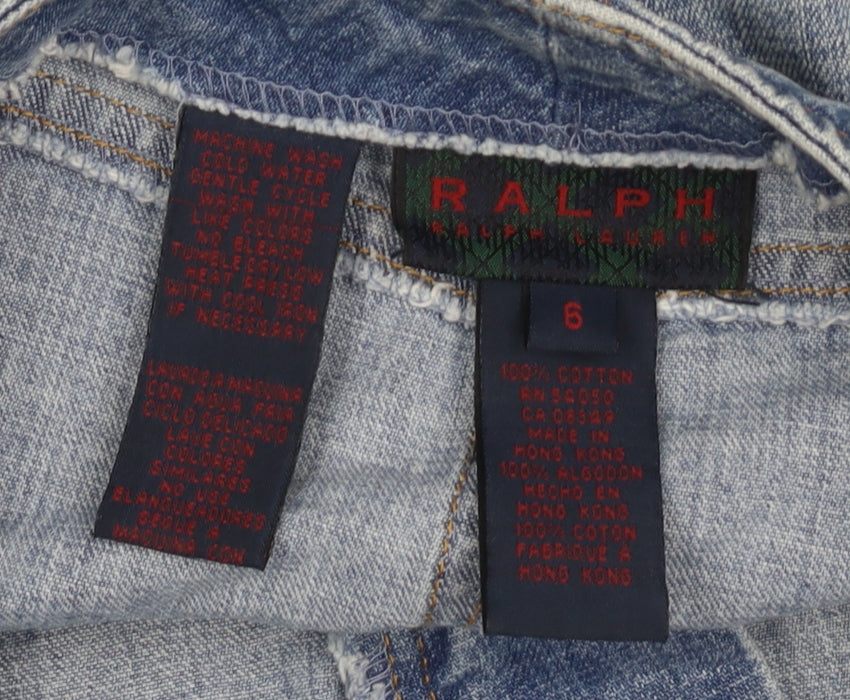 MACHINE WASH
COLD WATER
GENTLE CYCLE
WASH WITH
LIKE COLORS
NO BLEACH
TUMBLE DRY LOW
HEAT PRESS
WITH COOL IRON
IF NECESSARY
LAVADO A MAQUINA
CON AGUA FRIA
CICLO DELICADO
LAVE CON
COLORES
SIMILARES
NO USE
BLANQUEADORES
SEQUE A
MAQUINA CON
RALPH
RALPH LAUREN
6
100% COTTON
RN 54050
CA 08349
MADE IN
HONG KONG
100% ALGODON
HECHO EN
HONG KONG
100% COTON
FABRIQUE A
HONG KONG